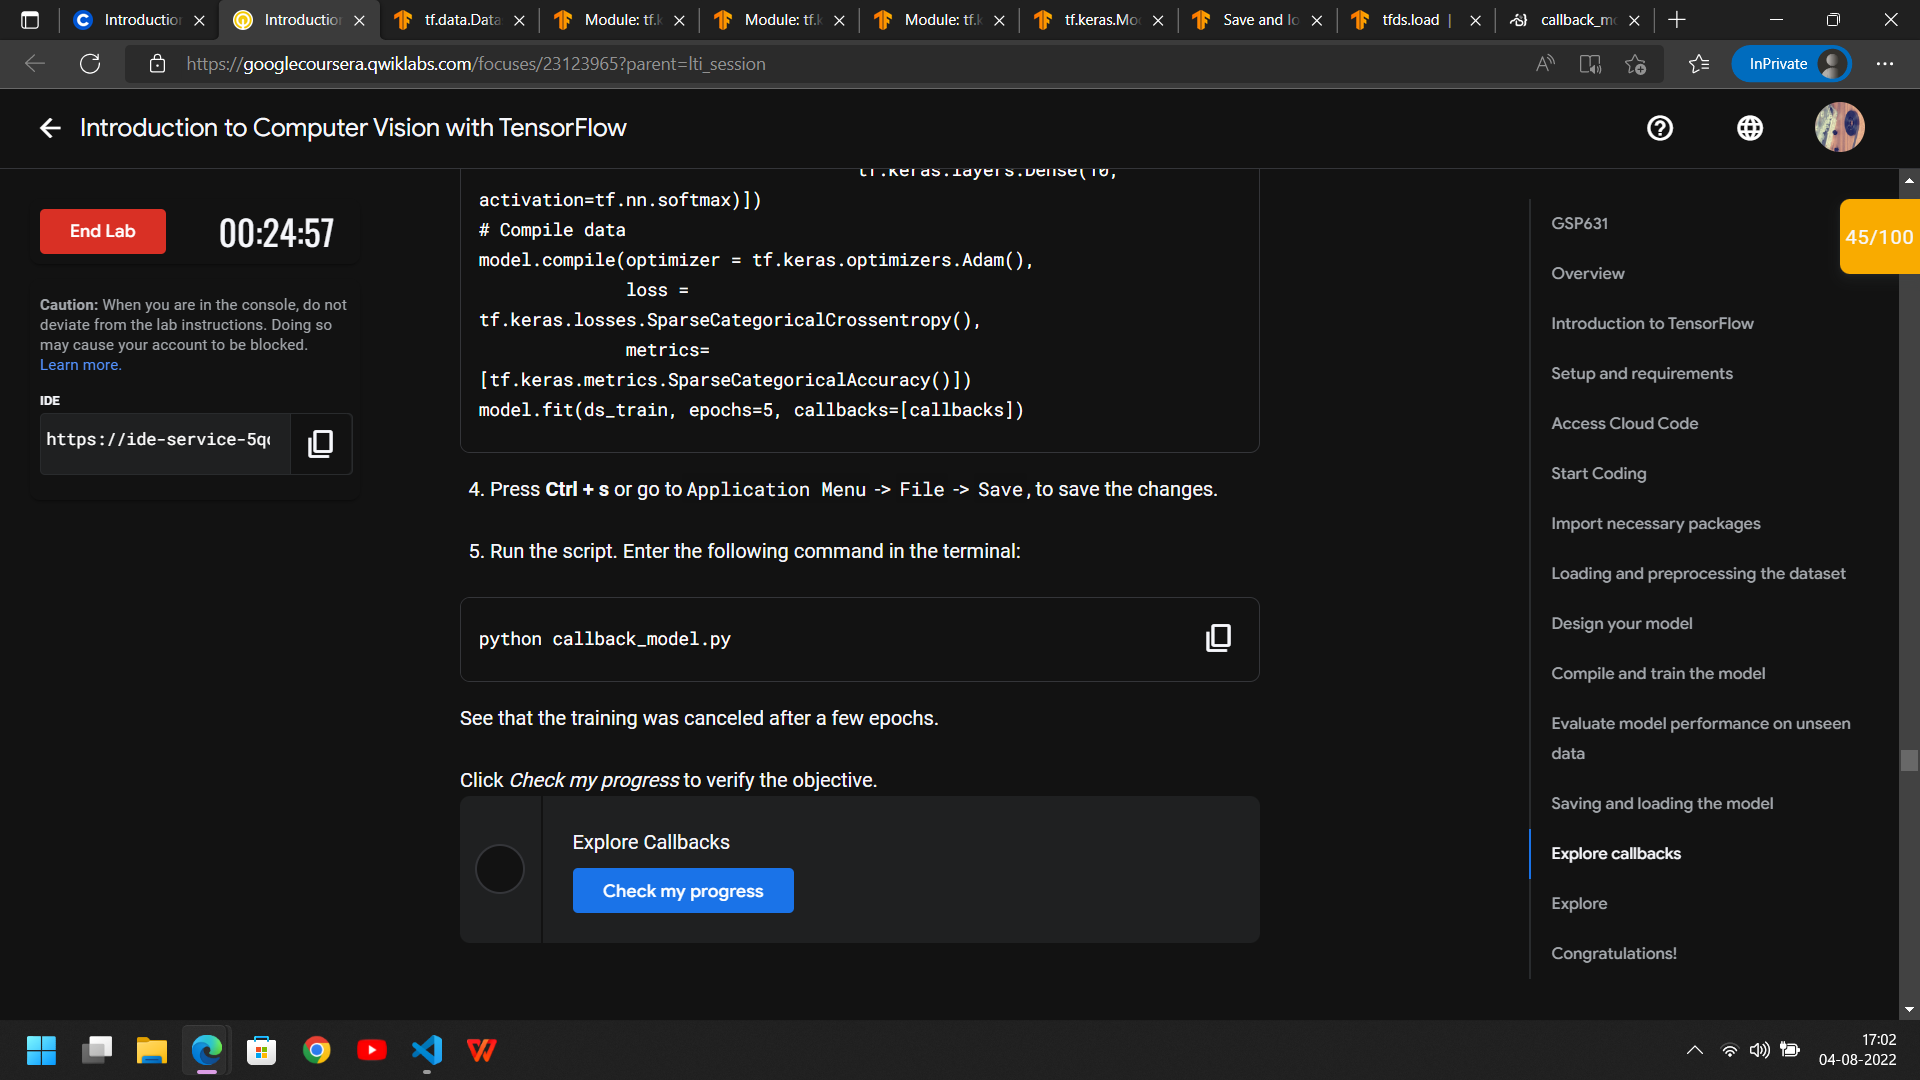 Introduction
Introduction
tf.data.Data
Module: tf.k
Module: tf.k
Module: tf.k
tf.keras.Mo
Save and lo
tfds.load |
callback_m
https://googlecoursera.qwiklabs.com/focuses/23123965?parent=lti_session
InPrivate
Introduction to Computer Vision with TensorFlow
End Lab
00:24:57
Caution: When you are in the console, do not
deviate from the lab instructions. Doing so
may cause your account to be blocked.
Learn more.
IDE
https://ide-service-5q
tf.keras.layers.Dense(10,
activation=tf.nn.softmax)])
# Compile data
model.compile(optimizer = tf.keras.optimizers.Adam(),
loss =
tf.keras.losses.SparseCategoricalCrossentropy(),
metrics=
[tf.keras.metrics.SparseCategoricalAccuracy()])
model.fit(ds_train, epochs=5, callbacks=[callbacks])
4. Press Ctrl + s or go to Application Menu -> File -> Save, to save the changes.
5. Run the script. Enter the following command in the terminal:
python callback_model.py
See that the training was canceled after a few epochs.
Click Check my progress to verify the objective.
Explore Callbacks
Check my progress
GSP631
45/100
Overview
Introduction to TensorFlow
Setup and requirements
Access Cloud Code
Start Coding
Import necessary packages
Loading and preprocessing the dataset
Design your model
Compile and train the model
Evaluate model performance on unseen
data
Saving and loading the model
Explore callbacks
Explore
Congratulations!
17:02
04-08-2022